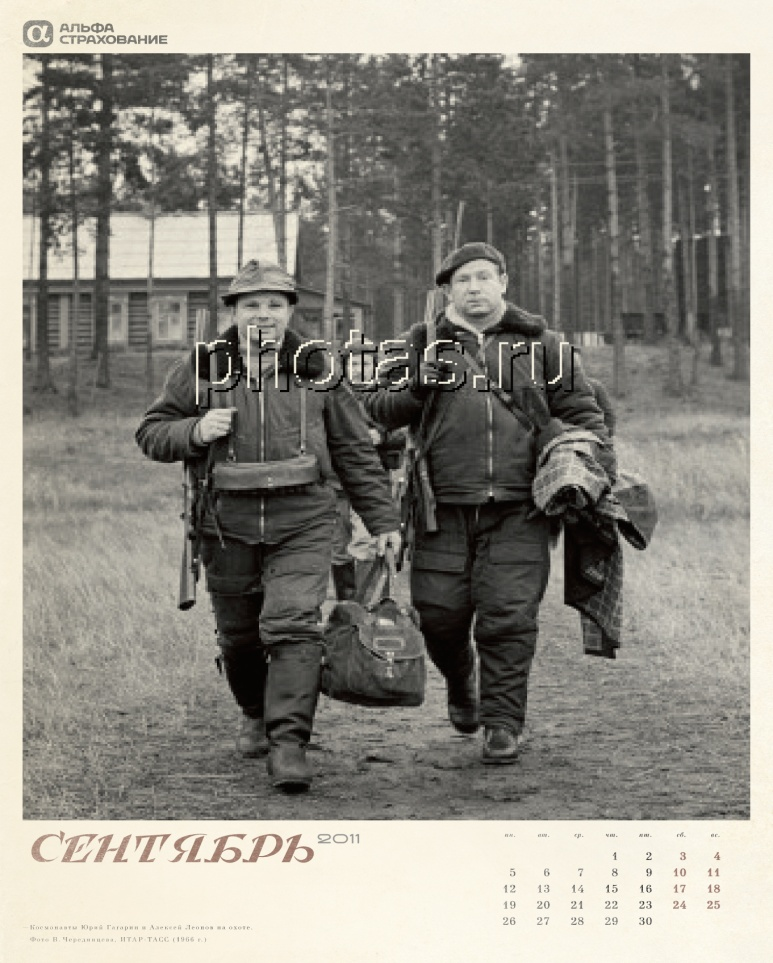 α АЛЬФА
СТРАХОВАНИЕ
photas.ru
СЕНТЯБРЬ 2011
пн. вт. ср. чт. пт. сб. вс.
1 2 3 4
5 6 7 8 9 10 11
12 13 14 15 16 17 18
19 20 21 22 23 24 25
26 27 28 29 30
Космонавты Юрий Гагарин и Алексей Леонов на охоте.
Фото В. Черединцева, ИТАР-ТАСС (1966 г.)